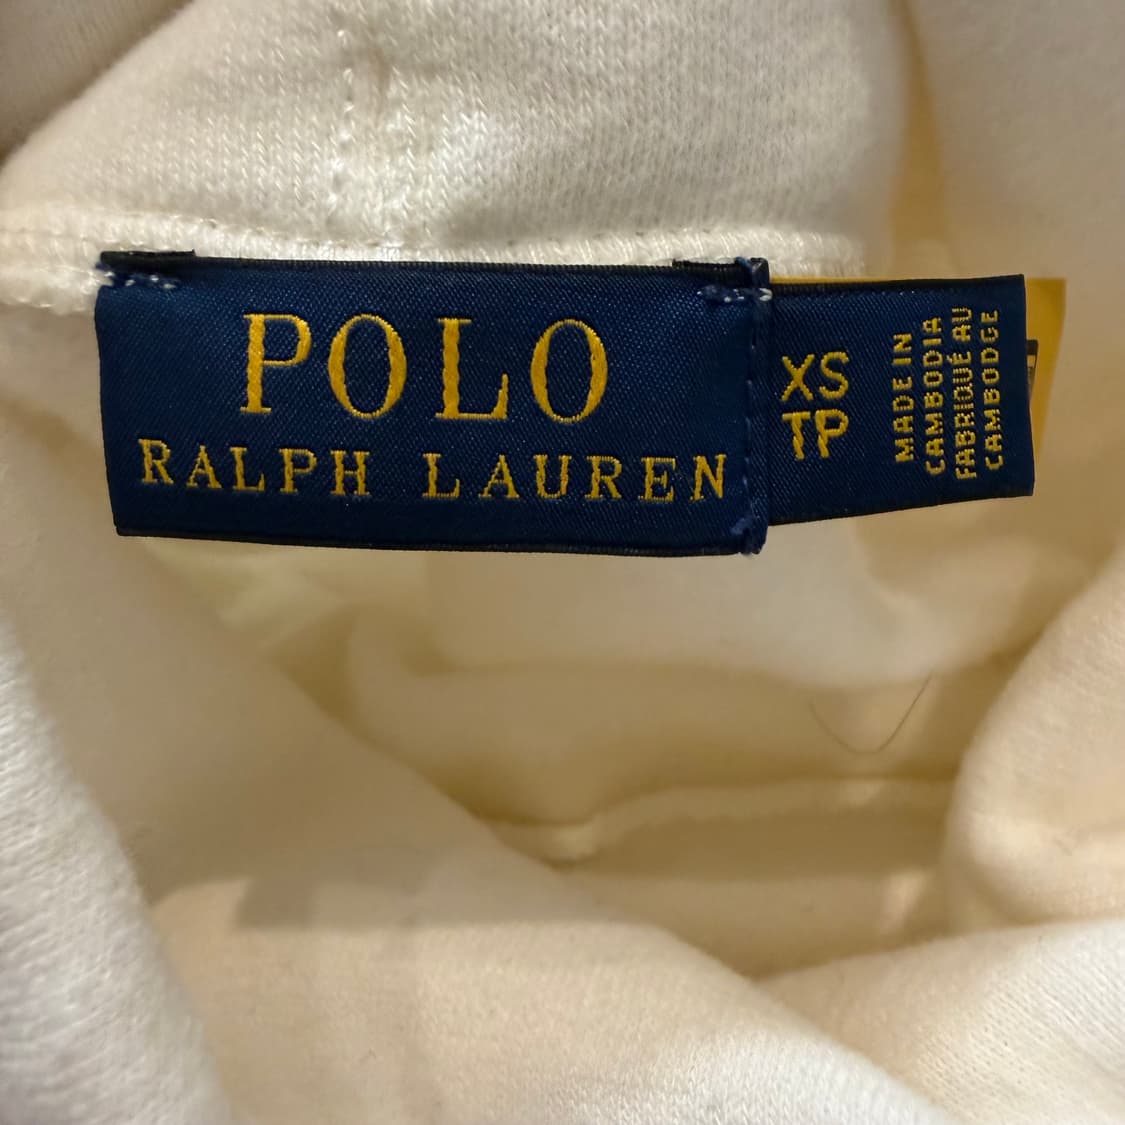 POLO
RALPH LAUREN
XS
TP
MADE IN
CAMBODIA
FABRIQUÉ AU
CAMBODGE